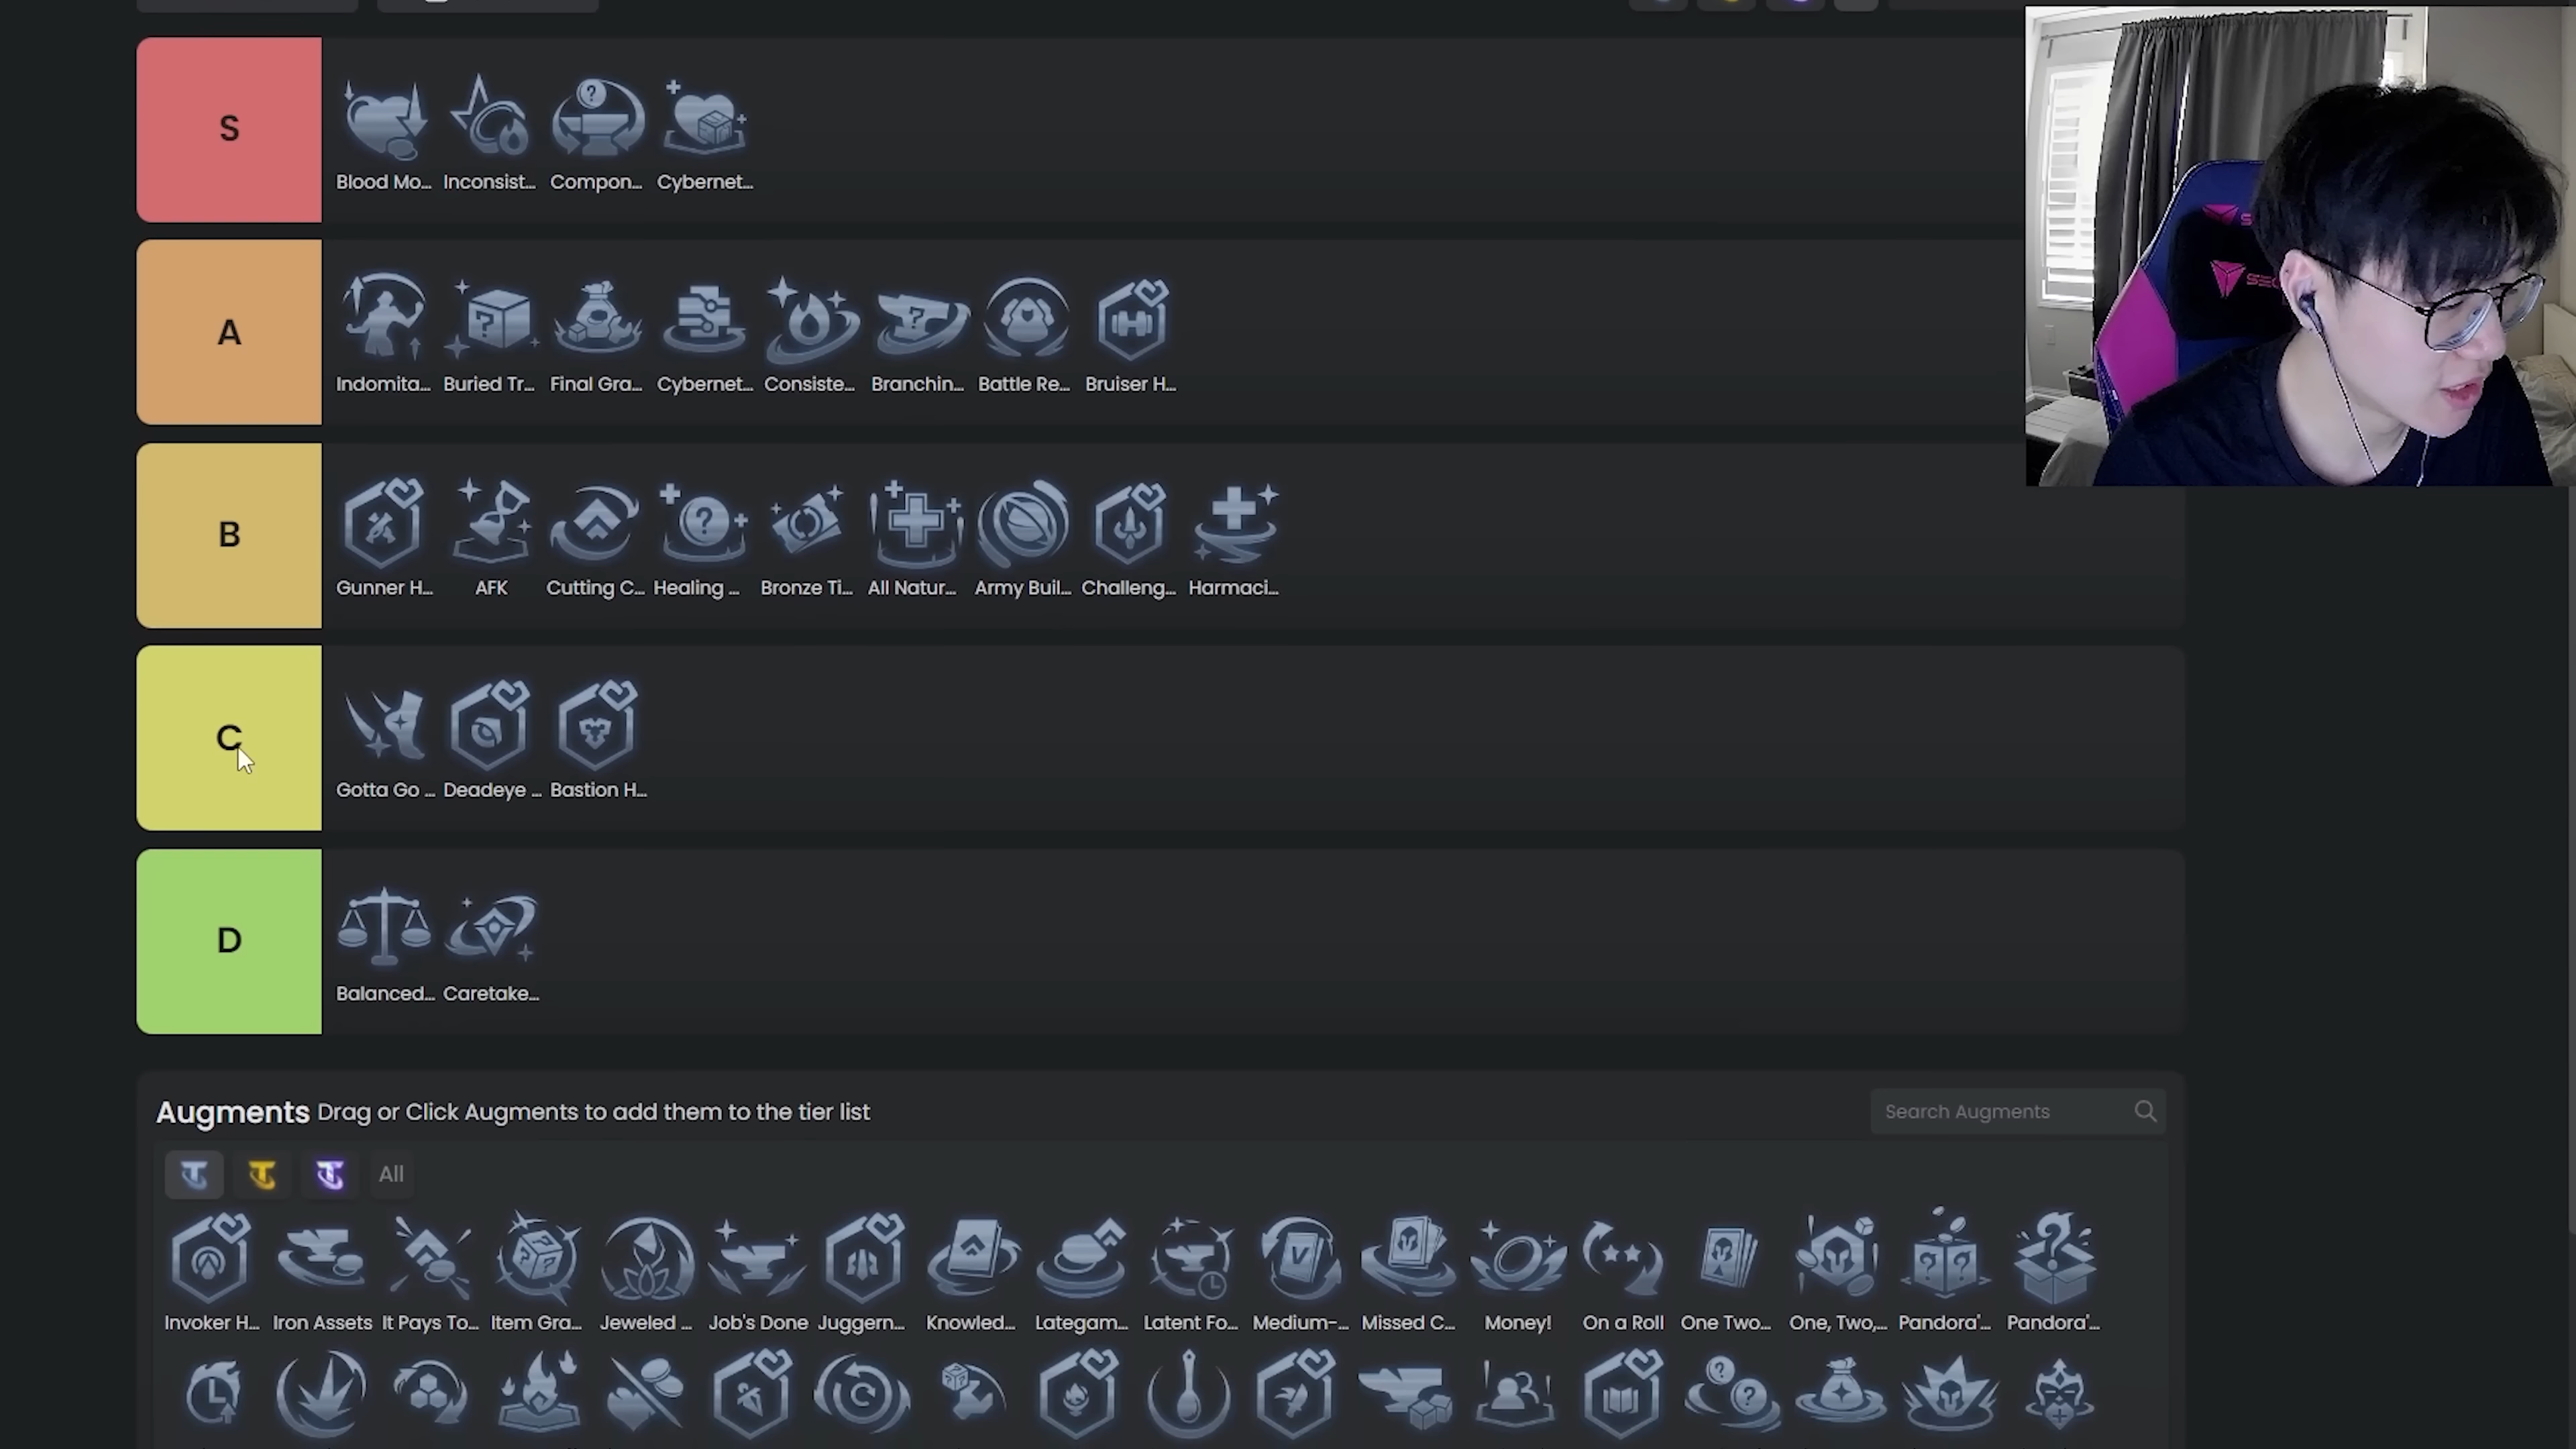 S
Blood Mo... Inconsist... Compon... Cybernet...
A
Indomita... Buried Tr... Final Gra... Cybernet... Consiste... Branchin... Battle Re... Bruiser H...
B
Gunner H... AFK Cutting C... Healing ... Bronze Ti... All Natur... Army Buil... Challeng... Harmaci...
C
Gotta Go ... Deadeye ... Bastion H...
D
Balanced... Caretake...
Augments Drag or Click Augments to add them to the tier list
Search Augments
All
Invoker H... Iron Assets It Pays To... Item Gra... Jeweled ... Job's Done Juggern... Knowled... Lategam... Latent Fo... Medium-... Missed C... Money! On a Roll One Two... One, Two,... Pandora'... Pandora'...